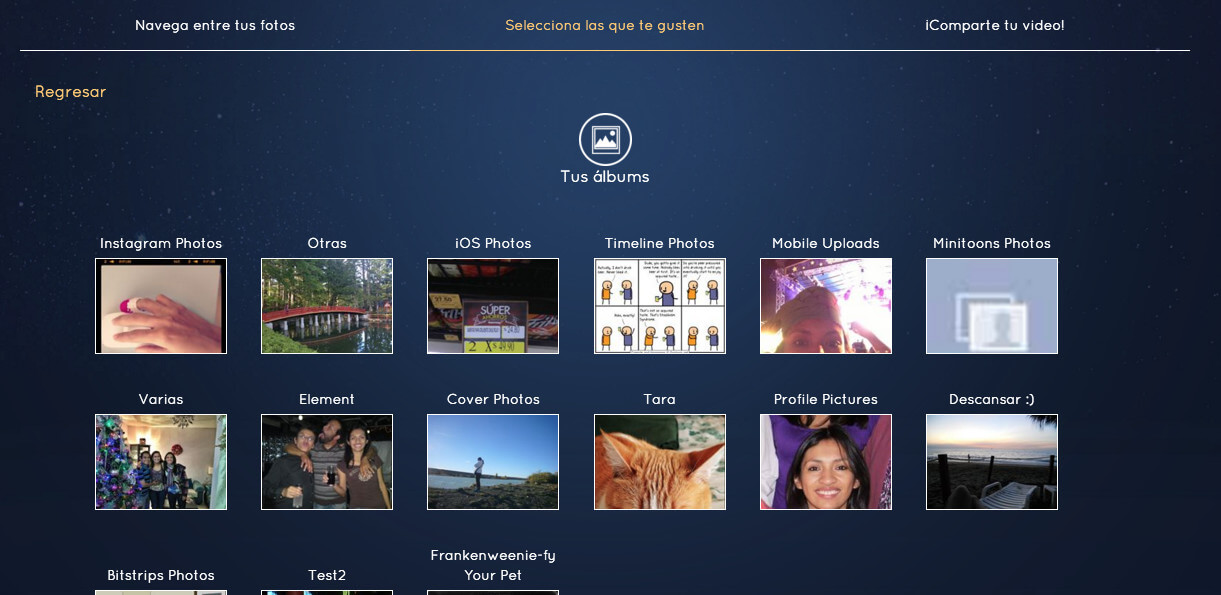 Navega entre tus fotos
Selecciona las que te gusten
¡Comparte tu video!
Regresar
Tus álbums
Instagram Photos
Otras
iOS Photos
Timeline Photos
Mobile Uploads
Minitoons Photos
SÚPER
2 X$
Varias
Element
Cover Photos
Tara
Profile Pictures
Descansar :)
Bitstrips Photos
Test2
Frankenweenie-fy
Your Pet